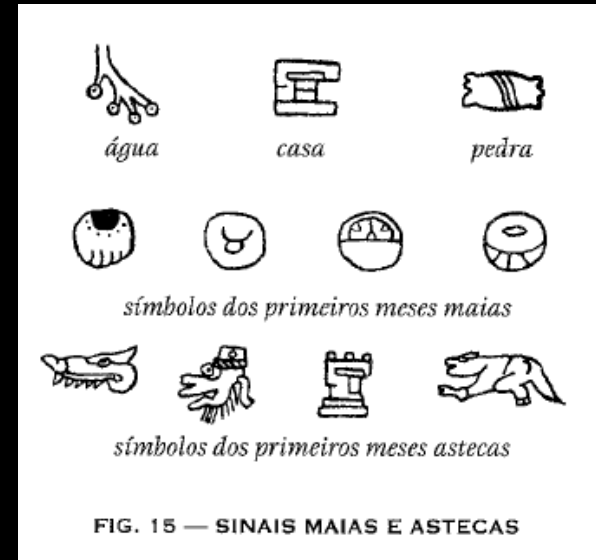 água casa pedra
símbolos dos primeiros meses maias
símbolos dos primeiros meses astecas
FIG. 15 — SINAIS MAIAS E ASTECAS